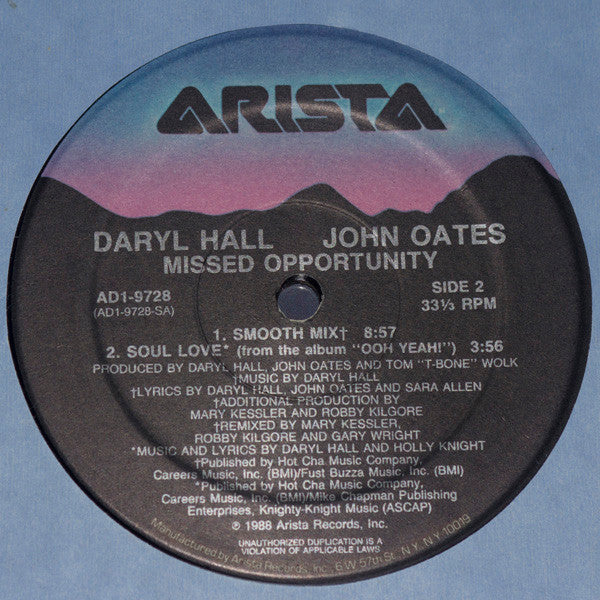 ARISTA
DARYL HALL JOHN OATES
MISSED OPPORTUNITY
AD1-9728
(AD1-9728-SA)
SIDE 2
33⅓ RPM
1. SMOOTH MIX† 8:57
2. SOUL LOVE* (from the album "OOH YEAH!") 3:56
PRODUCED BY DARYL HALL, JOHN OATES AND TOM "T-BONE" WOLK
†MUSIC BY DARYL HALL
†LYRICS BY DARYL HALL, JOHN OATES AND SARA ALLEN
†ADDITIONAL PRODUCTION BY
MARY KESSLER AND ROBBY KILGORE
†REMIXED BY MARY KESSLER,
ROBBY KILGORE AND GARY WRIGHT
*MUSIC AND LYRICS BY DARYL HALL AND HOLLY KNIGHT
†Published by Hot Cha Music Company,
Careers Music, Inc. (BMI)/Fust Buzza Music, Inc. (BMI)
*Published by Hot Cha Music Company,
Careers Music, Inc. (BMI)/Mike Chapman Publishing
Enterprises, Knighty-Knight Music (ASCAP)
℗ 1988 Arista Records, Inc.
UNAUTHORIZED DUPLICATION IS A
VIOLATION OF APPLICABLE LAWS
Manufactured by Arista Records, Inc., 6 W. 57th St., N.Y., N.Y. 10019